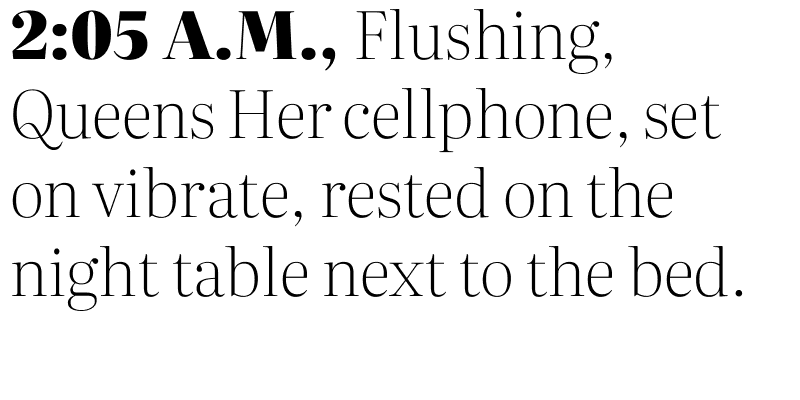 2:05 A.M., Flushing,
Queens Her cellphone, set
on vibrate, rested on the
night table next to the bed.